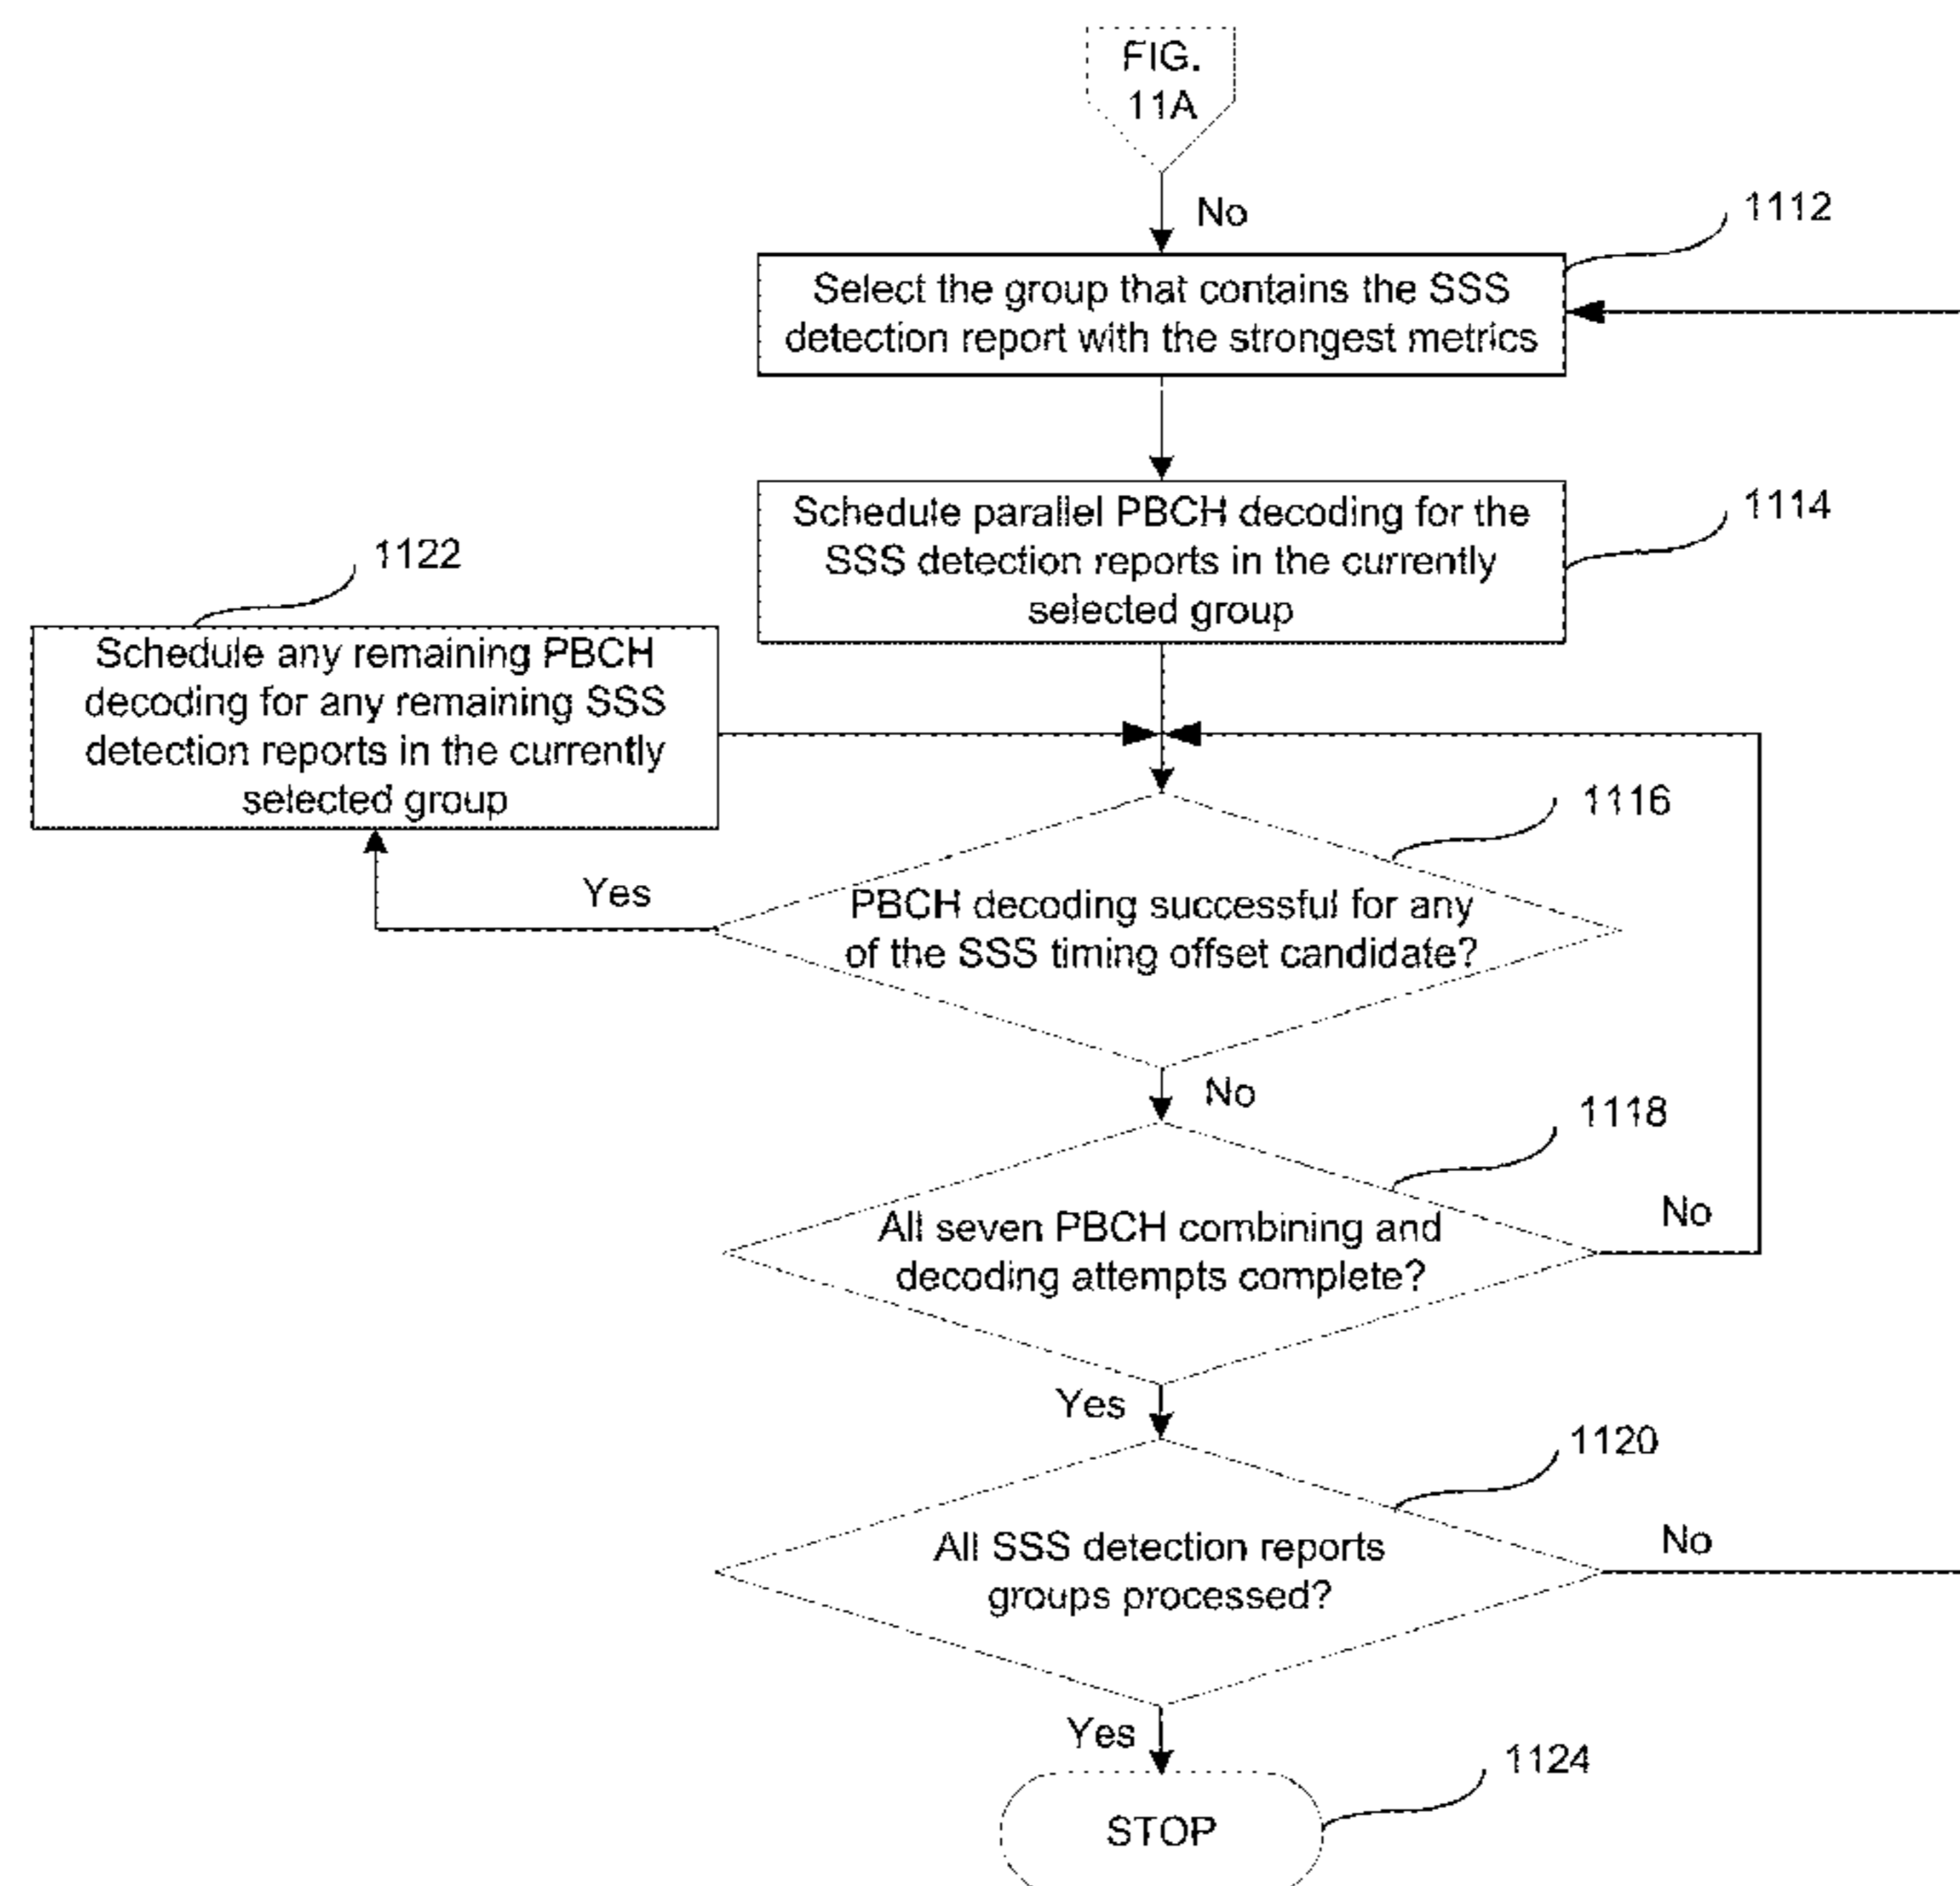 FIG.
11A
No
1112
Select the group that contains the SSS
detection report with the strongest metrics
1114
Schedule parallel PBCH decoding for the
SSS detection reports in the currently
selected group
1122
Schedule any remaining PBCH
decoding for any remaining SSS
detection reports in the currently
selected group
1116
Yes
PBCH decoding successful for any
of the SSS timing offset candidate?
No
1118
All seven PBCH combining and
decoding attempts complete?
No
Yes
1120
All SSS detection reports
groups processed?
No
Yes
1124
STOP